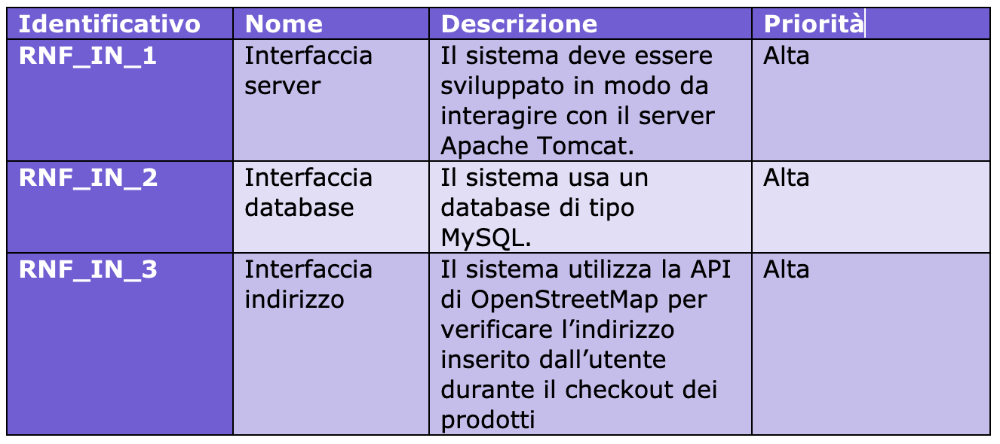 Identificativo Nome Descrizione Priorità
RNF_IN_1 Interfaccia Il sistema deve essere Alta
server sviluppato in modo da
interagire con il server
Apache Tomcat.
RNF_IN_2 Interfaccia Il sistema usa un Alta
database database di tipo
MySQL.
RNF_IN_3 Interfaccia Il sistema utilizza la API Alta
indirizzo di OpenStreetMap per
verificare l’indirizzo
inserito dall’utente
durante il checkout dei
prodotti